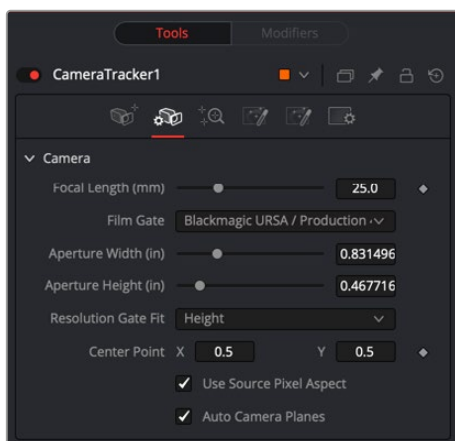 Tools Modifiers
CameraTracker1
Camera
Focal Length (mm) 25.0
Film Gate Blackmagic URSA / Production
Aperture Width (in) 0.831496
Aperture Height (in) 0.467716
Resolution Gate Fit Height
Center Point X 0.5 Y 0.5
Use Source Pixel Aspect
Auto Camera Planes